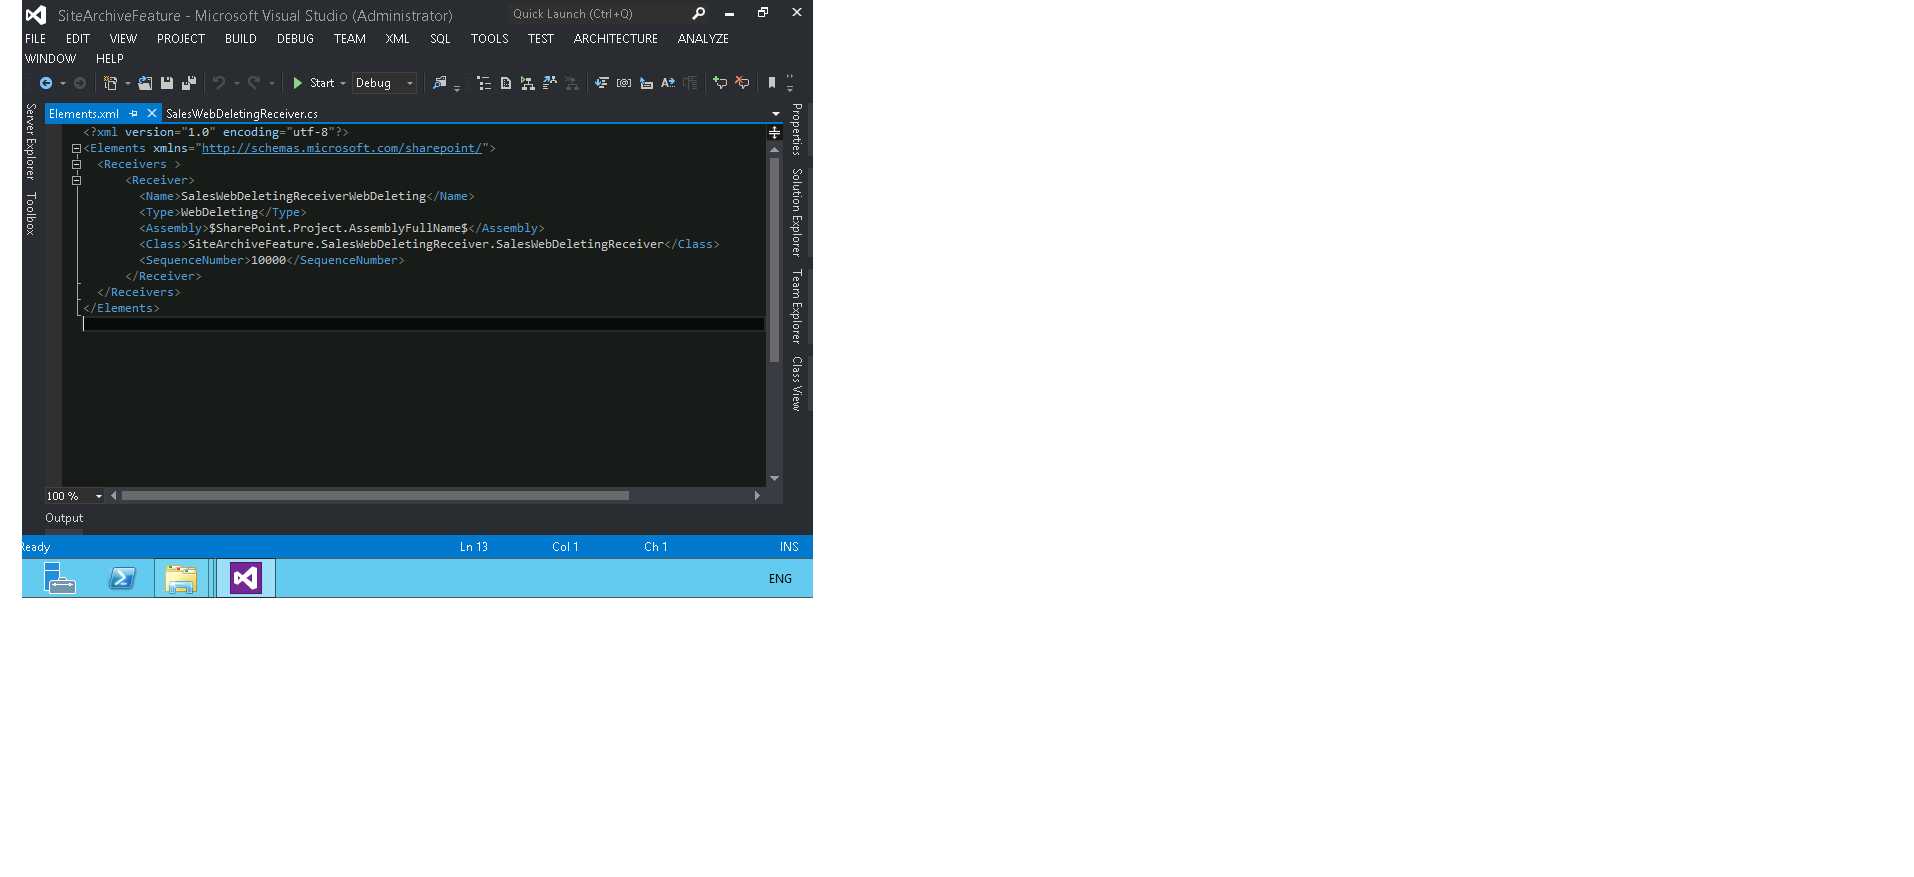 SiteArchiveFeature - Microsoft Visual Studio (Administrator)
Quick Launch (Ctrl+Q)
FILE EDIT VIEW PROJECT BUILD DEBUG TEAM XML SQL TOOLS TEST ARCHITECTURE ANALYZE
WINDOW HELP
Start Debug
Server Explorer
Toolbox
Elements.xml SalesWebDeletingReceiver.cs
<?xml version="1.0" encoding="utf-8"?>
<Elements xmlns="http://schemas.microsoft.com/sharepoint/">
<Receivers >
<Receiver>
<Name>SalesWebDeletingReceiverWebDeleting</Name>
<Type>WebDeleting</Type>
<Assembly>$SharePoint.Project.AssemblyFullName$</Assembly>
<Class>SiteArchiveFeature.SalesWebDeletingReceiver.SalesWebDeletingReceiver</Class>
<SequenceNumber>10000</SequenceNumber>
</Receiver>
</Receivers>
</Elements>
Properties
Solution Explorer
Team Explorer
Class View
100 %
Output
Ready Ln 13 Col 1 Ch 1 INS
ENG